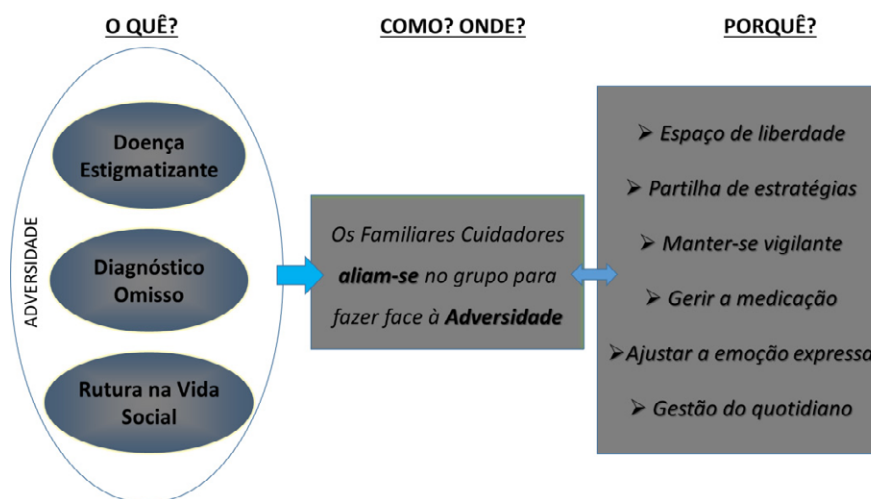 O QUÊ?
COMO? ONDE?
PORQUÊ?
ADVERSIDADE
Doença
Estigmatizante
Diagnóstico
Omisso
Rutura na Vida
Social
Os Familiares Cuidadores
aliam-se no grupo para
fazer face à Adversidade
➢ Espaço de liberdade
➢ Partilha de estratégias
➢ Manter-se vigilante
➢ Gerir a medicação
➢ Ajustar a emoção expressa
➢ Gestão do quotidiano